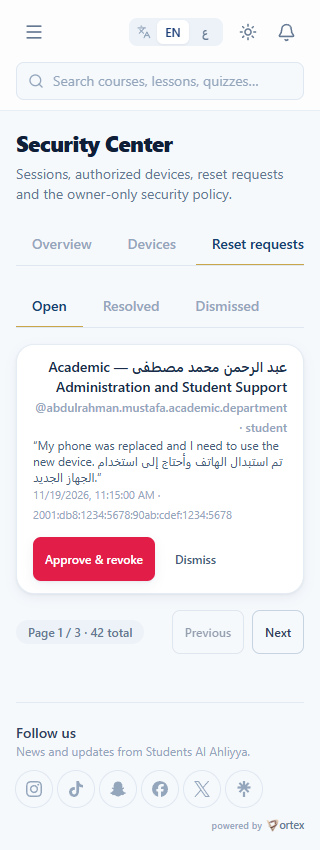 EN
ع
Search courses, lessons, quizzes...
Security Center
Sessions, authorized devices, reset requests
and the owner-only security policy.
Overview
Devices
Reset requests
Open
Resolved
Dismissed
عبد الرحمن محمد مصطفى — Academic
Administration and Student Support
@abdulrahman.mustafa.academic.department
· student
“My phone was replaced and I need to use the
new device. تم استبدال الهاتف وأحتاج إلى استخدام
الجهاز الجديد.”
11/19/2026, 11:15:00 AM ·
2001:db8:1234:5678:90ab:cdef:1234:5678
Approve & revoke
Dismiss
Page 1 / 3 · 42 total
Previous
Next
Follow us
News and updates from Students Al Ahliyya.
powered by Vortex